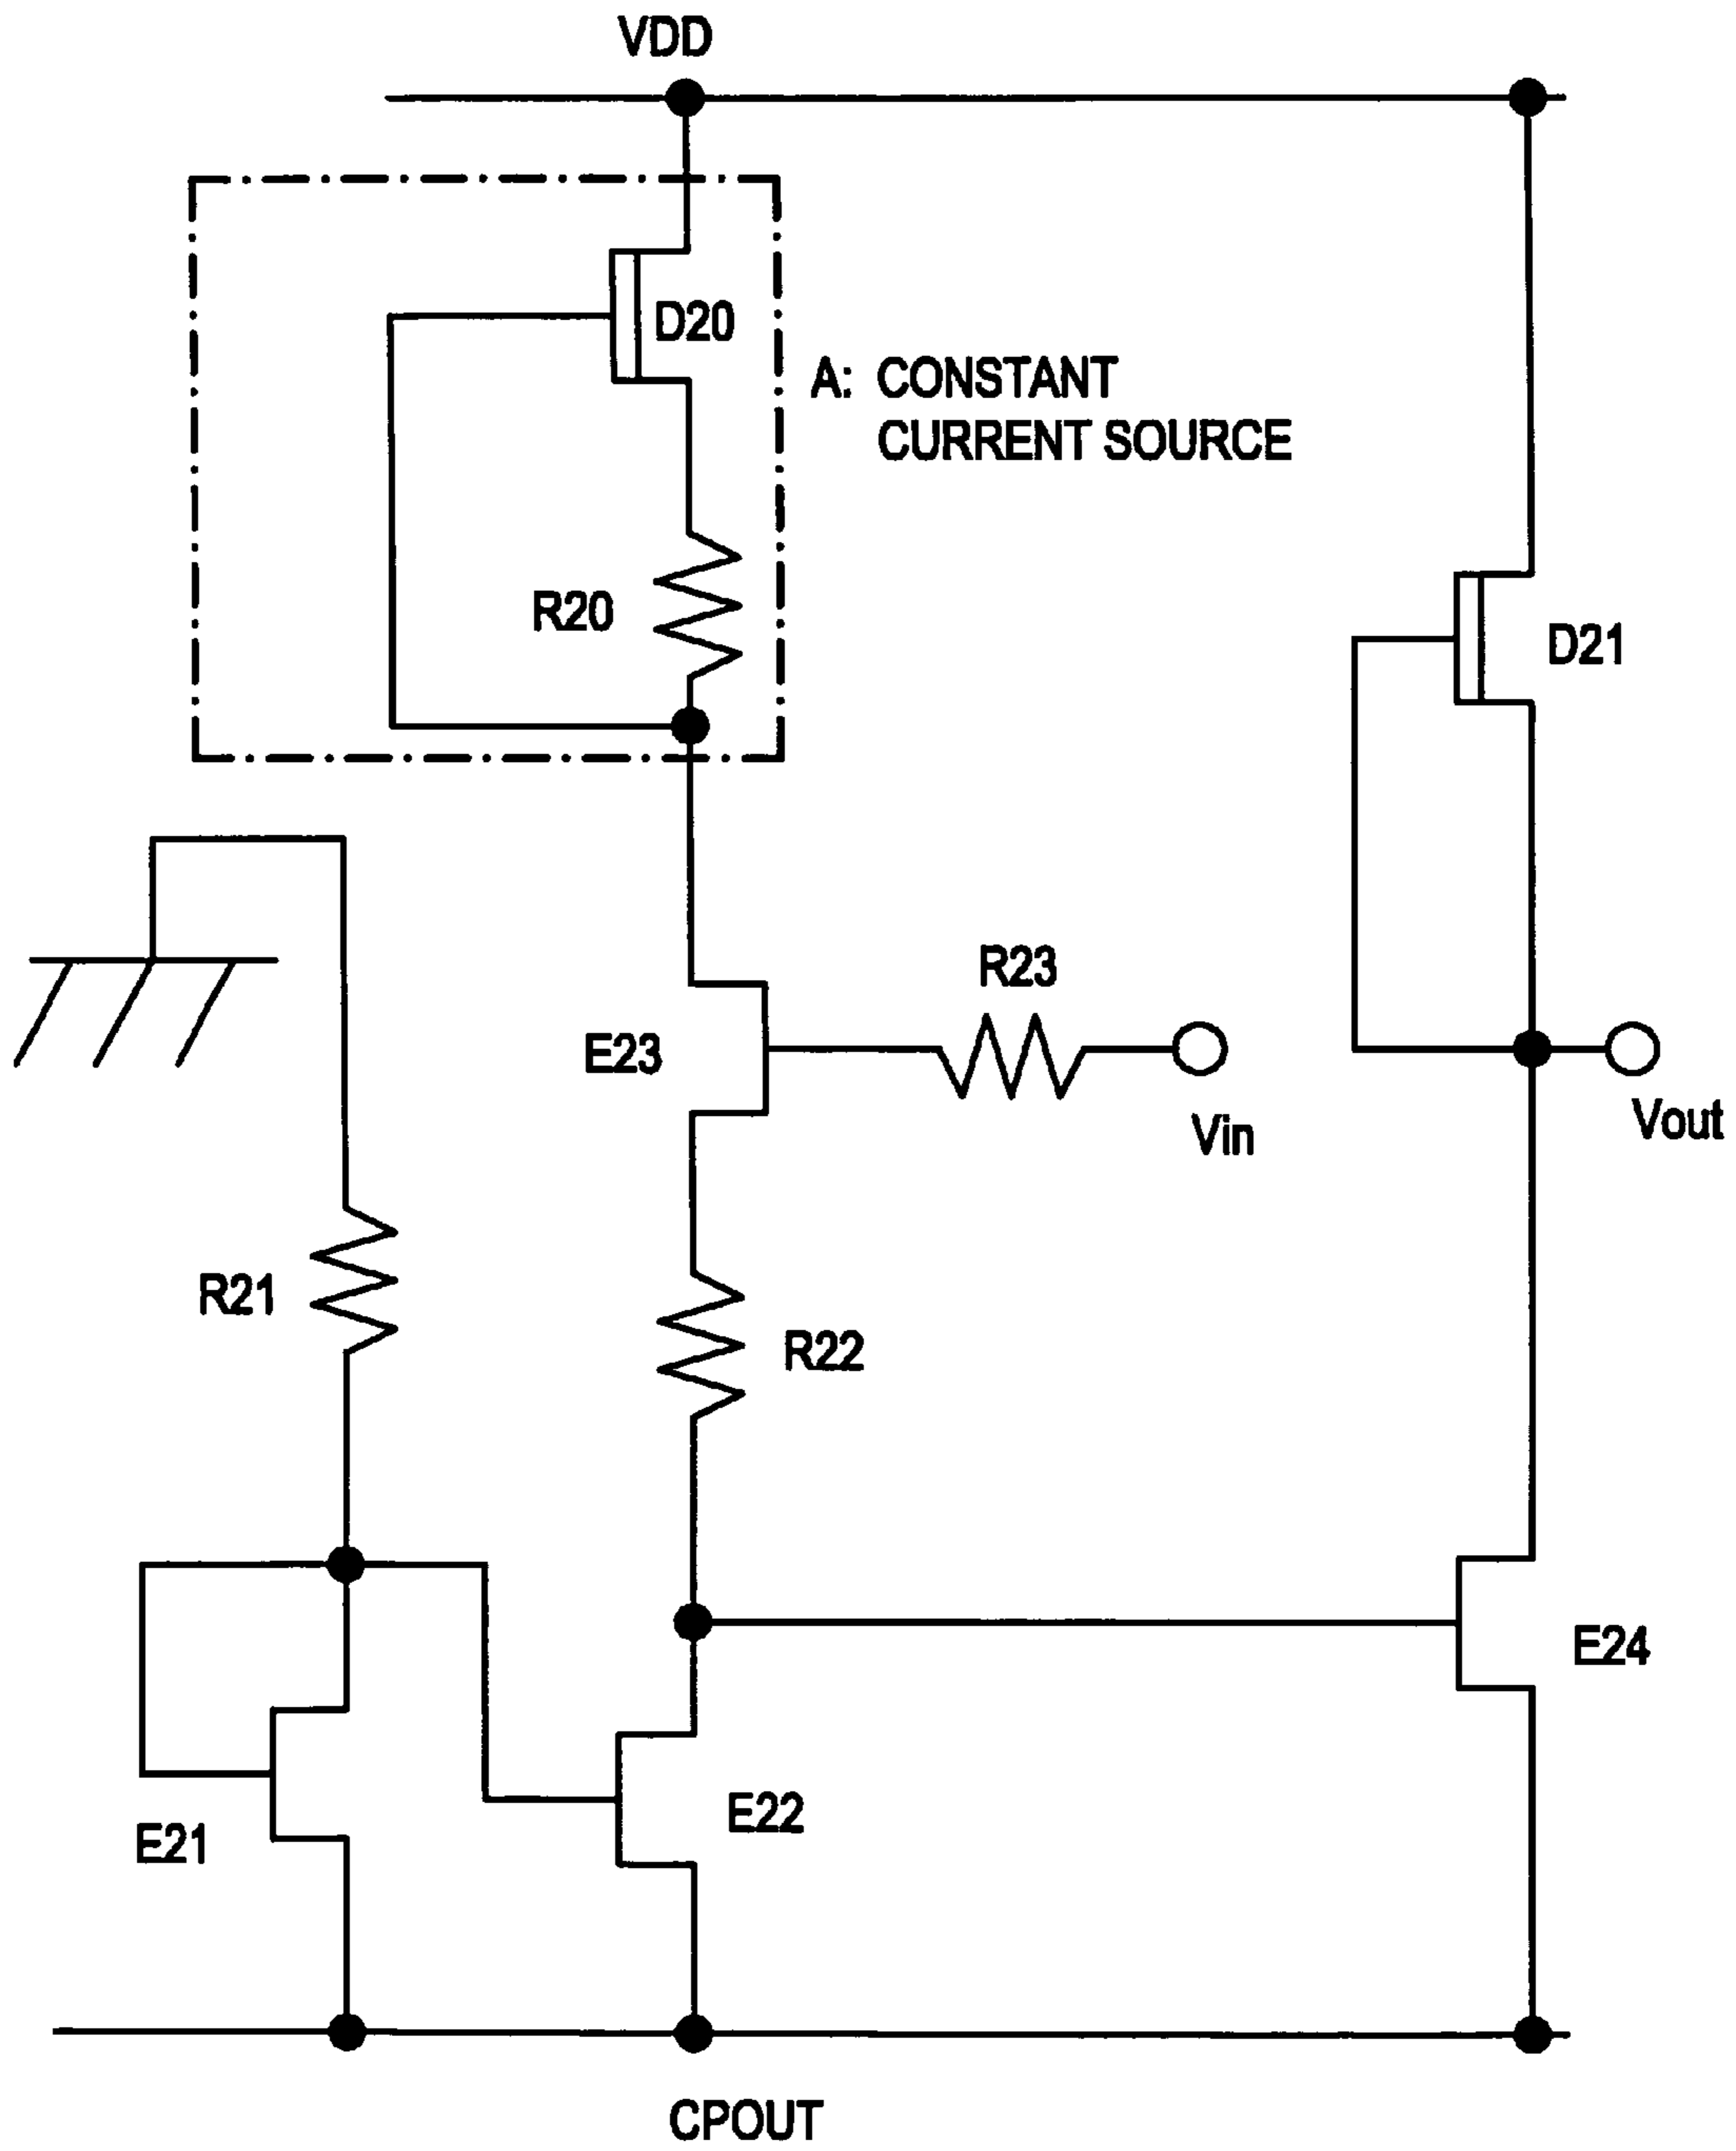 VDD
D20
A: CONSTANT
CURRENT SOURCE
R20
D21
R23
E23
Vin
Vout
R21
R22
E24
E22
E21
CPOUT